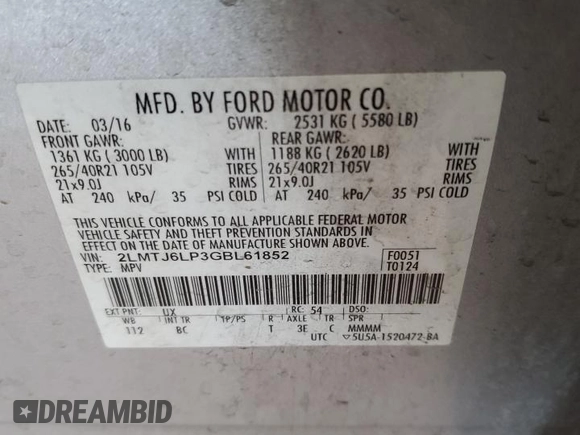 MFD. BY FORD MOTOR CO.
DATE: 03/16 GVWR: 2531 KG ( 5580 LB)
FRONT GAWR: REAR GAWR:
1361 KG ( 3000 LB) WITH 1188 KG ( 2620 LB) WITH
265/40R21 105V TIRES 265/40R21 105V TIRES
21x9.0J RIMS 21x9.0J RIMS
AT 240 kPa/ 35 PSI COLD AT 240 kPa/ 35 PSI COLD
THIS VEHICLE CONFORMS TO ALL APPLICABLE FEDERAL MOTOR
VEHICLE SAFETY AND THEFT PREVENTION STANDARDS IN
EFFECT ON THE DATE OF MANUFACTURE SHOWN ABOVE.
VIN: 2LMTJ6LP3GBL61852 F0051
TYPE: MPV T0124
EXT PNT: UX RC: 54 DSO:
WB INT TR TP/PS R AXLE TR SPR
112 BC T 3E C MMMM
UTC ▽5U5A-1520472-BA
DREAMBID